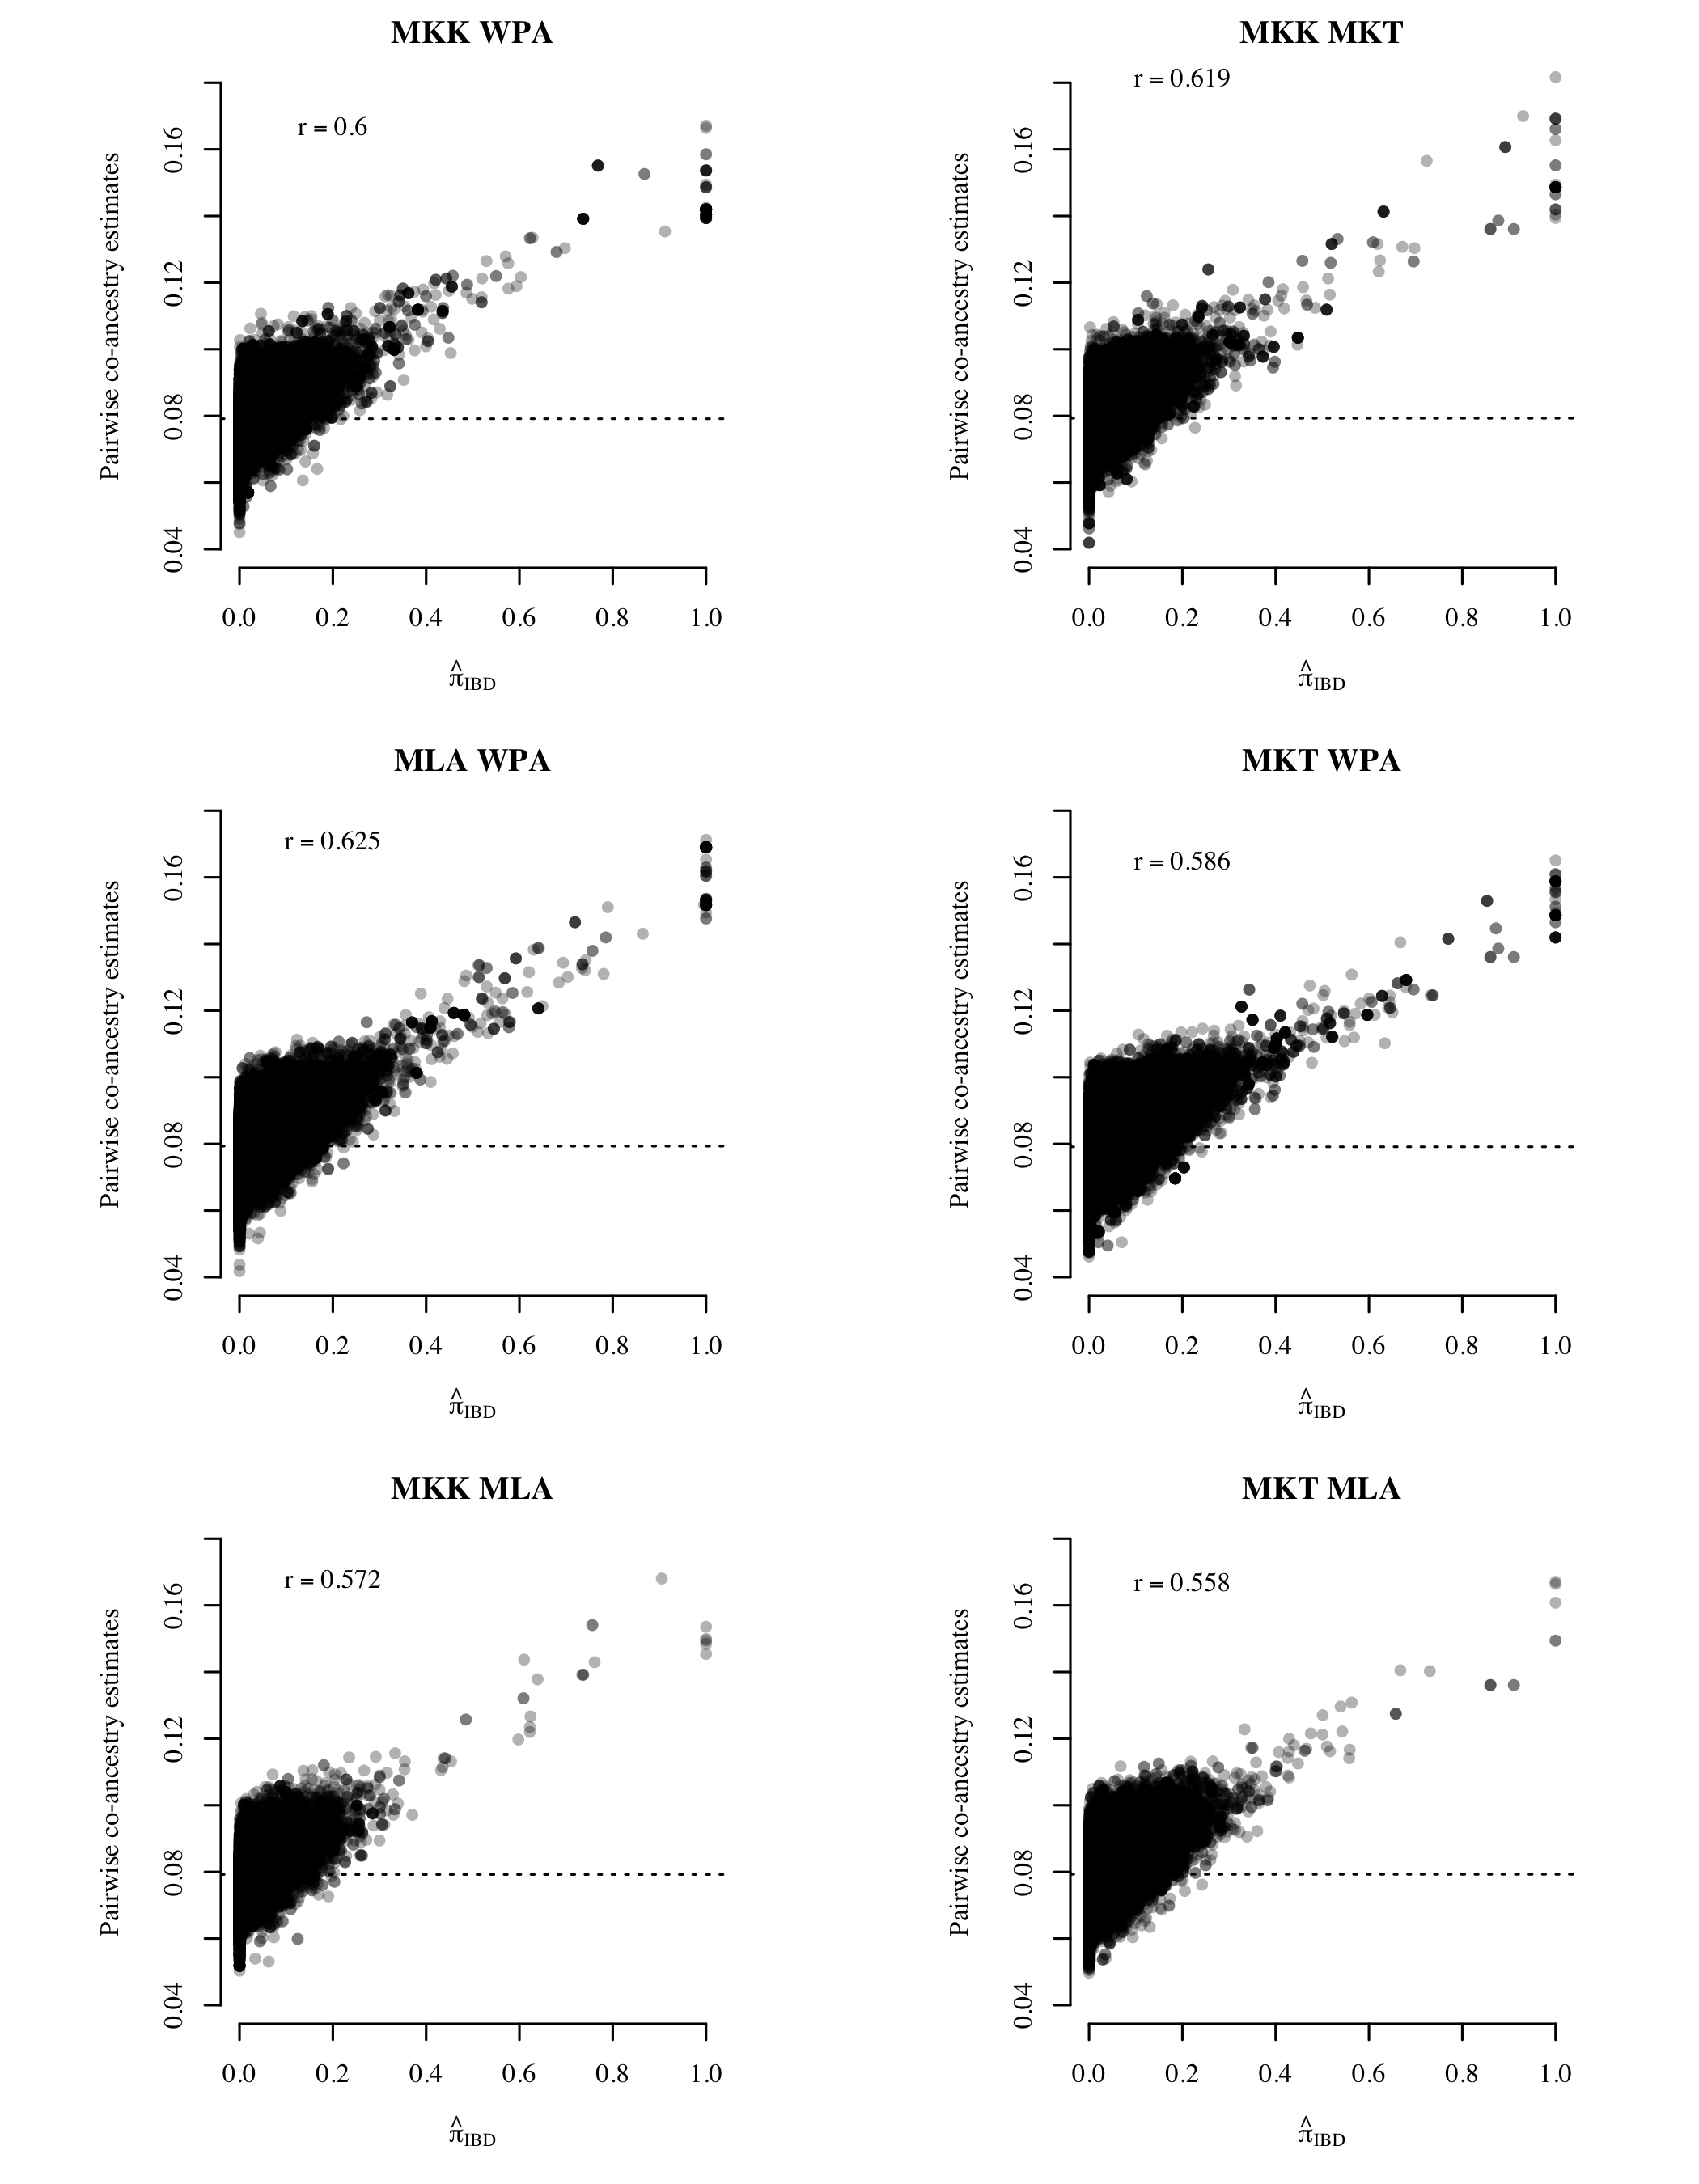 MKK WPA
r = 0.6
Pairwise co-ancestry estimates
0.04 0.08 0.12 0.16
0.0 0.2 0.4 0.6 0.8 1.0
π̂IBD
MKK MKT
r = 0.619
Pairwise co-ancestry estimates
0.04 0.08 0.12 0.16
0.0 0.2 0.4 0.6 0.8 1.0
π̂IBD
MLA WPA
r = 0.625
Pairwise co-ancestry estimates
0.04 0.08 0.12 0.16
0.0 0.2 0.4 0.6 0.8 1.0
π̂IBD
MKT WPA
r = 0.586
Pairwise co-ancestry estimates
0.04 0.08 0.12 0.16
0.0 0.2 0.4 0.6 0.8 1.0
π̂IBD
MKK MLA
r = 0.572
Pairwise co-ancestry estimates
0.04 0.08 0.12 0.16
0.0 0.2 0.4 0.6 0.8 1.0
π̂IBD
MKT MLA
r = 0.558
Pairwise co-ancestry estimates
0.04 0.08 0.12 0.16
0.0 0.2 0.4 0.6 0.8 1.0
π̂IBD